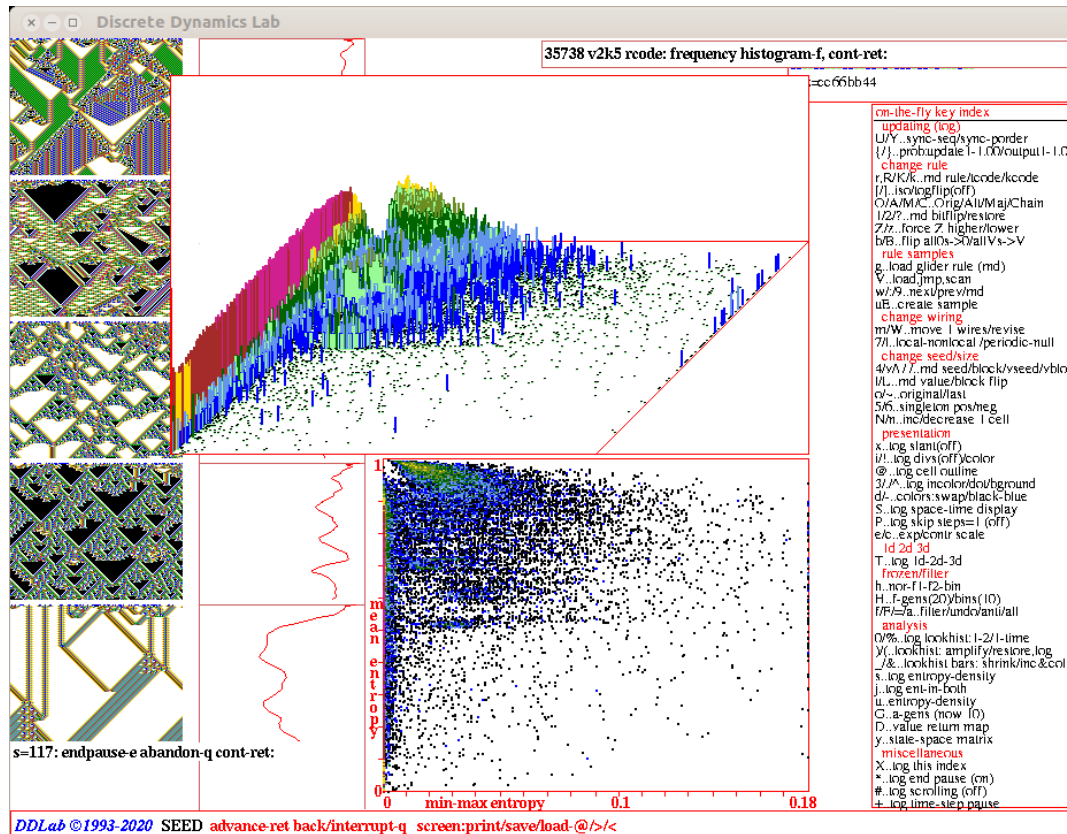 Discrete Dynamics Lab
35738 v2k5 rcode: frequency histogram-f, cont-ret:
=cc66bb44
on-the-fly key index
updating (tog)
U/Y..sync-seq/sync-porder
{/}..prob:update1-1.00/output1-1.0
change rule
r,R/K/k..rnd rule/tcode/kcode
[/]..iso/togflip(off)
O/A/M/C..Orig/Alt/Maj/Chain
1/2/?..rnd bitflip/restore
Z/z..force Z higher/lower
b/B..flip all0s->0/allVs->V
rule samples
g..load glider rule (rnd)
V..load,jmp,scan
w/:/9..next/prev/rnd
uE..create sample
change wiring
m/W..move 1 wires/revise
7/l..local-nonlocal /periodic-null
change seed/size
rnd seed/block/vseed/vblo
I/L..rnd value/block flip
o/~..original/last
5/6..singleton pos/neg
N/n..inc/decrease 1 cell
presentation
x..tog slant(off)
i/!..tog divs(off)/color
@..tog cell outline
3/./^..tog incolor/dot/bground
d/-..colors:swap/black-blue
S..tog space-time display
P..tog skip steps=1 (off)
e/c..exp/contr scale
1d 2d 3d
T..tog 1d-2d-3d
frozen/filter
h..nor-f1-f2-bin
H..f-gens(20)/bins(10)
f/F/=/a..filter/undo/anti/all
analysis
0/%..tog lookhist: 1-2/1-time
)/(..lookhist: amplify/restore,tog
_/&..lookhist bars: shrink/inc&col
s..tog entropy-density
j..tog ent-in-both
u..entropy-density
G..a-gens (now 10)
D..value return map
y..state-space matrix
miscellaneous
X..tog this index
*..tog end pause (on)
#..tog scrolling (off)
+..tog time-step pause
1
mean entropy
0
0 min-max entropy 0.1 0.18
s=117: endpause-e abandon-q cont-ret:
DDLab ©1993-2020 SEED advance-ret back/interrupt-q screen:print/save/load-@/>/<